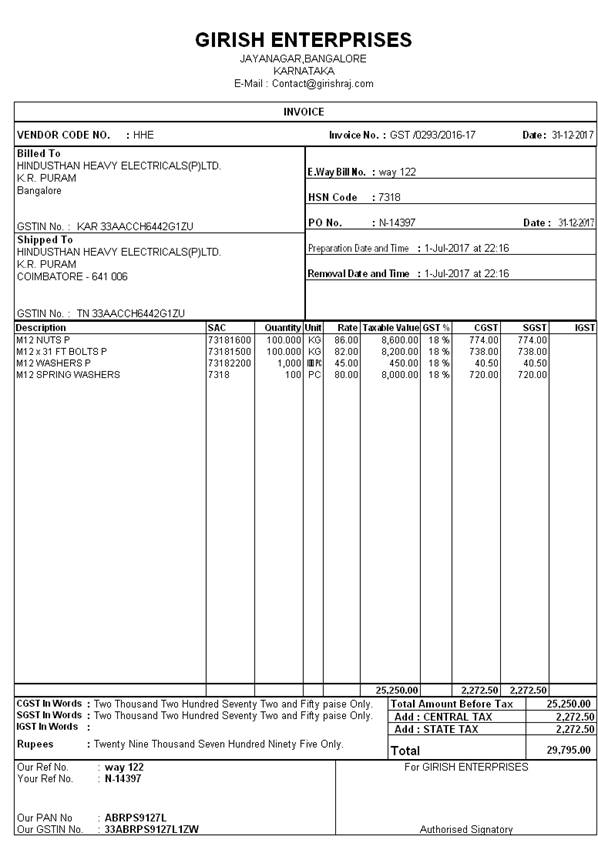 GIRISH ENTERPRISES
JAYANAGAR,BANGALORE
KARNATAKA
E-Mail : Contact@girishraj.com
INVOICE
VENDOR CODE NO. : HHE Invoice No. : GST /0293/2016-17 Date : 31-12-2017
Billed To
HINDUSTHAN HEAVY ELECTRICALS(P)LTD.
K.R. PURAM
Bangalore
GSTIN No. : KAR 33AACCH6442G1ZU
E.Way Bill No. : way 122
HSN Code : 7318
PO No. : N-14397 Date : 31-12-2017
Shipped To
HINDUSTHAN HEAVY ELECTRICALS(P)LTD.
K.R. PURAM
COIMBATORE - 641 006
GSTIN No. : TN 33AACCH6442G1ZU
Preparation Date and Time : 1-Jul-2017 at 22:16
Removal Date and Time : 1-Jul-2017 at 22:16
Description SAC Quantity Unit Rate Taxable Value GST % CGST SGST IGST
M12 NUTS P 73181600 100.000 KG 86.00 8,600.00 18 % 774.00 774.00
M12 x 31 FT BOLTS P 73181500 100.000 KG 82.00 8,200.00 18 % 738.00 738.00
M12 WASHERS P 73182200 1,000 PC 45.00 450.00 18 % 40.50 40.50
M12 SPRING WASHERS 7318 100 PC 80.00 8,000.00 18 % 720.00 720.00
25,250.00 2,272.50 2,272.50
CGST In Words : Two Thousand Two Hundred Seventy Two and Fifty paise Only.
SGST In Words : Two Thousand Two Hundred Seventy Two and Fifty paise Only.
IGST In Words :
Rupees : Twenty Nine Thousand Seven Hundred Ninety Five Only.
Total Amount Before Tax 25,250.00
Add : CENTRAL TAX 2,272.50
Add : STATE TAX 2,272.50
Total 29,795.00
Our Ref No. : way 122
Your Ref No. : N-14397
Our PAN No : ABRPS9127L
Our GSTIN No. : 33ABRPS9127L1ZW
For GIRISH ENTERPRISES
Authorised Signatory